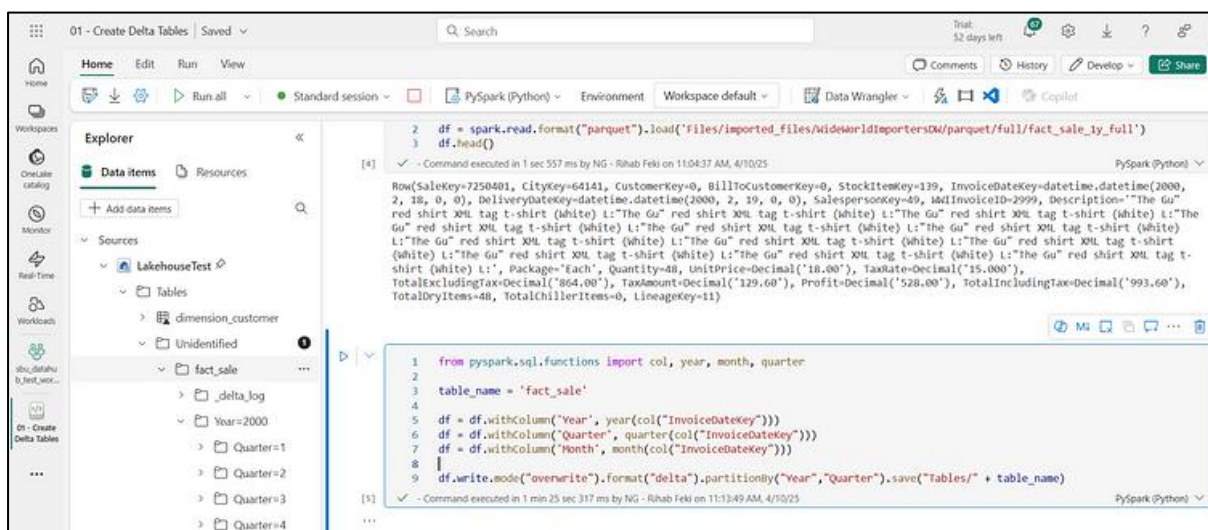 01 - Create Delta Tables | Saved
Search
Trial:
52 days left
67
?
Home
Edit
Run
View
Comments
History
Develop
Share
Run all
Standard session
PySpark (Python)
Environment
Workspace default
Data Wrangler
Copilot
Home
Workspaces
OneLake
catalog
Monitor
Real-Time
Workloads
sbu_datahu
b_test_wor...
01 - Create
Delta Tables
...
Explorer
Data items
Resources
+ Add data items
Sources
LakehouseTest
Tables
dimension_customer
Unidentified
fact_sale
...
_delta_log
Year=2000
Quarter=1
Quarter=2
Quarter=3
Quarter=4
2 df = spark.read.format("parquet").load('Files/imported_files/WideWorldImportersDW/parquet/full/fact_sale_1y_full')
3 df.head()
[4] - Command executed in 1 sec 557 ms by NG - Rihab Feki on 11:04:37 AM, 4/10/25
PySpark (Python)
Row(SaleKey=7250401, CityKey=64141, CustomerKey=0, BillToCustomerKey=0, StockItemKey=139, InvoiceDateKey=datetime.datetime(2000,
2, 18, 0, 0), DeliveryDateKey=datetime.datetime(2000, 2, 19, 0, 0), SalespersonKey=49, WWIInvoiceID=2999, Description='"The Gu"
red shirt XML tag t-shirt (White) L:"The Gu" red shirt XML tag t-shirt (White) L:"The Gu" red shirt XML tag t-shirt (White) L:"The
Gu" red shirt XML tag t-shirt (White) L:"The Gu" red shirt XML tag t-shirt (White) L:"The Gu" red shirt XML tag t-shirt (White)
L:"The Gu" red shirt XML tag t-shirt (White) L:"The Gu" red shirt XML tag t-shirt (White) L:"The Gu" red shirt XML tag t-shirt
(White) L:"The Gu" red shirt XML tag t-shirt (White) L:"The Gu" red shirt XML tag t-shirt (White) L:"The Gu" red shirt XML tag t-
shirt (White) L:', Package='Each', Quantity=48, UnitPrice=Decimal('18.00'), TaxRate=Decimal('15.000'),
TotalExcludingTax=Decimal('864.00'), TaxAmount=Decimal('129.60'), Profit=Decimal('528.00'), TotalIncludingTax=Decimal('993.60'),
TotalDryItems=48, TotalChillerItems=0, LineageKey=11)
1 from pyspark.sql.functions import col, year, month, quarter
2
3 table_name = 'fact_sale'
4
5 df = df.withColumn('Year', year(col("InvoiceDateKey")))
6 df = df.withColumn('Quarter', quarter(col("InvoiceDateKey")))
7 df = df.withColumn('Month', month(col("InvoiceDateKey")))
8
9 df.write.mode("overwrite").format("delta").partitionBy("Year","Quarter").save("Tables/" + table_name)
[5] - Command executed in 1 min 25 sec 317 ms by NG - Rihab Feki on 11:13:49 AM, 4/10/25
PySpark (Python)
...